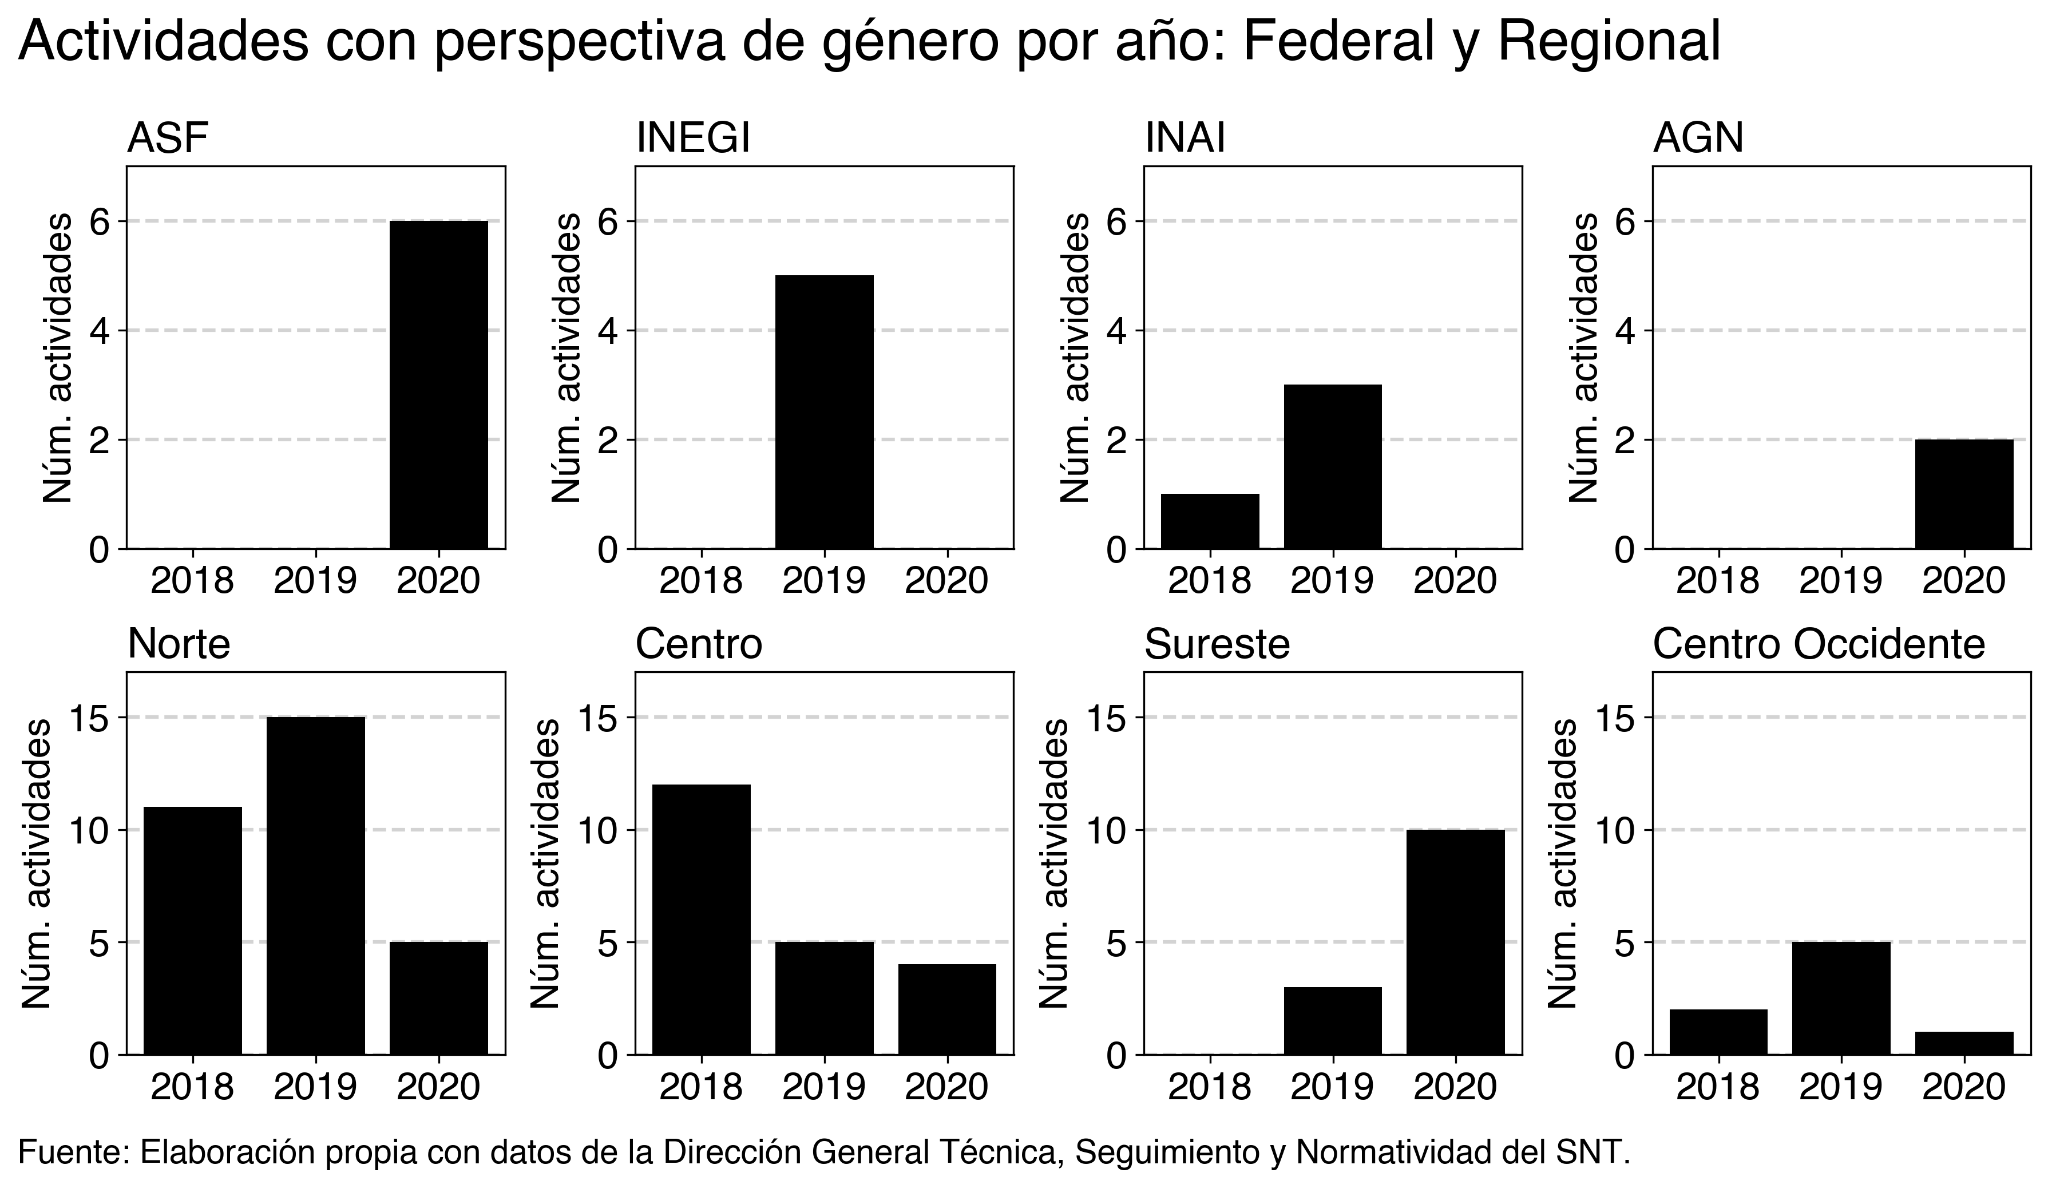 Actividades con perspectiva de género por año: Federal y Regional
ASF
INEGI
INAI
AGN
Núm. actividades
6
4
2
0
2018 2019 2020
Núm. actividades
6
4
2
0
2018 2019 2020
Núm. actividades
6
4
2
0
2018 2019 2020
Núm. actividades
6
4
2
0
2018 2019 2020
Norte
Centro
Sureste
Centro Occidente
Núm. actividades
15
10
5
0
2018 2019 2020
Núm. actividades
15
10
5
0
2018 2019 2020
Núm. actividades
15
10
5
0
2018 2019 2020
Núm. actividades
15
10
5
0
2018 2019 2020
Fuente: Elaboración propia con datos de la Dirección General Técnica, Seguimiento y Normatividad del SNT.